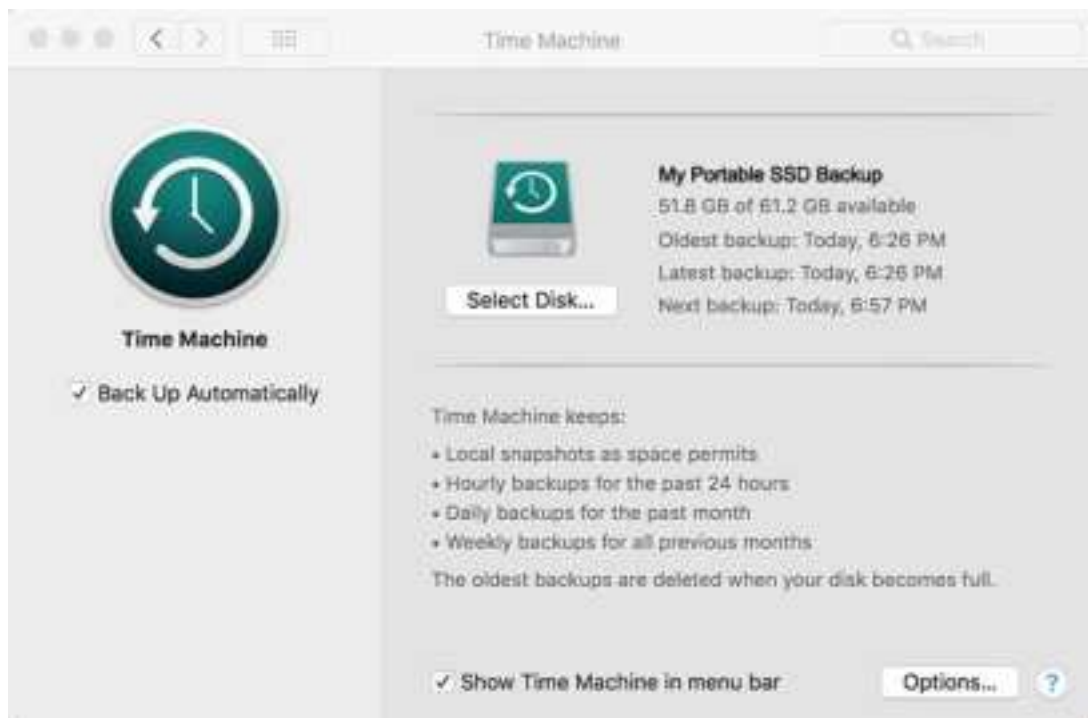 Time Machine
Search
My Portable SSD Backup
51.8 GB of 61.2 GB available
Oldest backup: Today, 6:26 PM
Latest backup: Today, 6:26 PM
Next backup: Today, 6:57 PM
Select Disk...
Time Machine
Back Up Automatically
Time Machine keeps:
• Local snapshots as space permits
• Hourly backups for the past 24 hours
• Daily backups for the past month
• Weekly backups for all previous months
The oldest backups are deleted when your disk becomes full.
Show Time Machine in menu bar
Options...
?